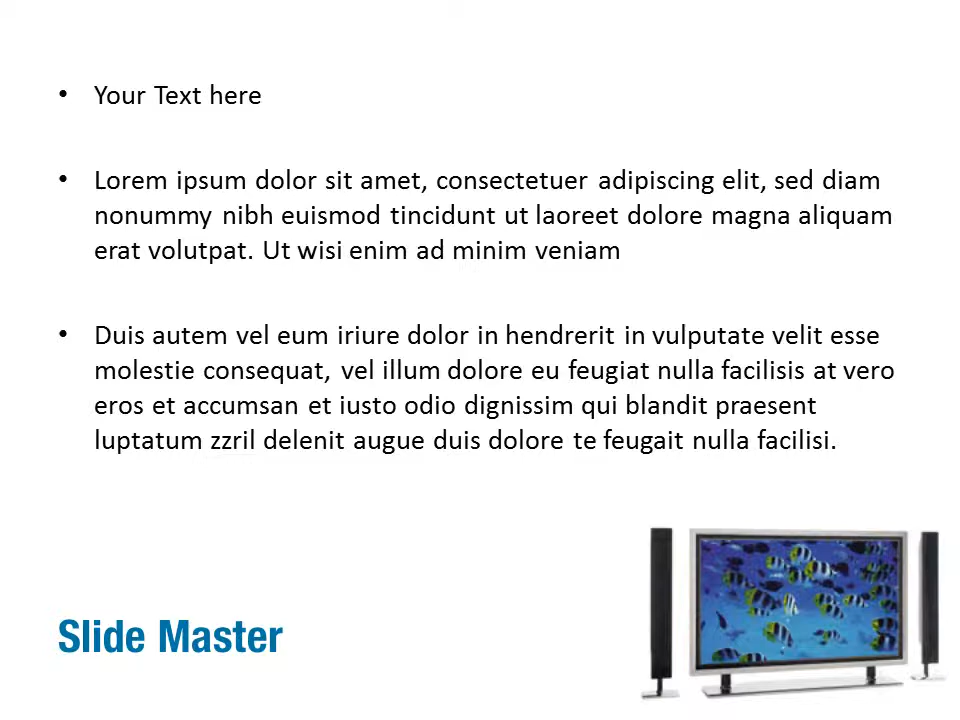 • Your Text here
• Lorem ipsum dolor sit amet, consectetuer adipiscing elit, sed diam
nonummy nibh euismod tincidunt ut laoreet dolore magna aliquam
erat volutpat. Ut wisi enim ad minim veniam
• Duis autem vel eum iriure dolor in hendrerit in vulputate velit esse
molestie consequat, vel illum dolore eu feugiat nulla facilisis at vero
eros et accumsan et iusto odio dignissim qui blandit praesent
luptatum zzril delenit augue duis dolore te feugait nulla facilisi.
Slide Master